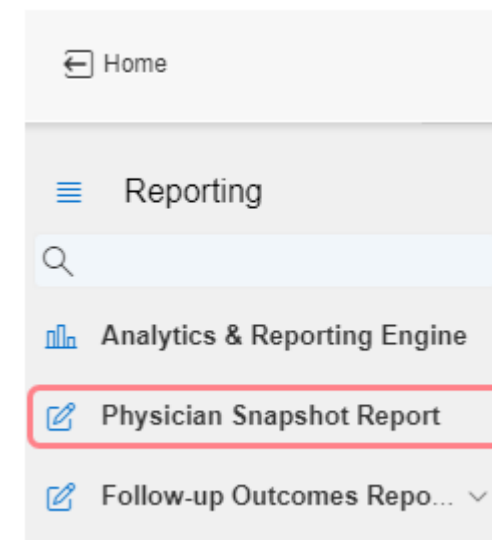 Home
Reporting
Analytics & Reporting Engine
Physician Snapshot Report
Follow-up Outcomes Repo...